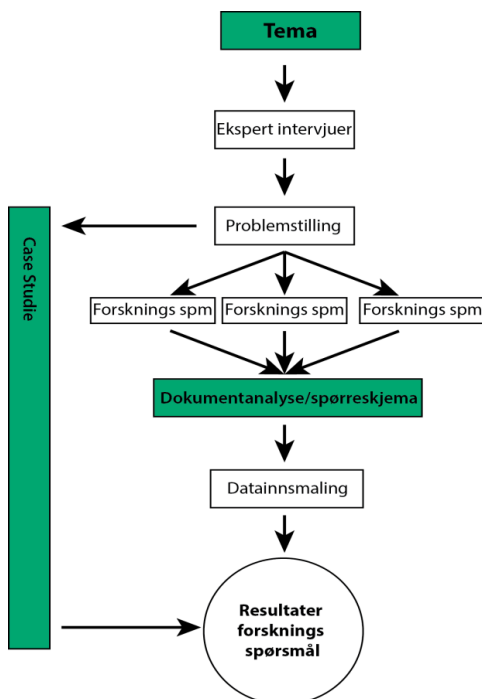 Tema
Ekspert intervjuer
Problemstilling
Case Studie
Forsknings spm
Forsknings spm
Forsknings spm
Dokumentanalyse/spørreskjema
Datainnsmaling
Resultater
forsknings
spørsmål